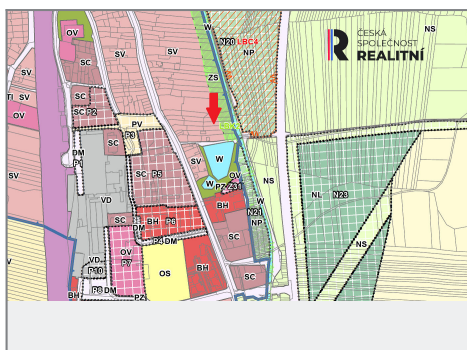 ČESKÁ
SPOLEČNOST
REALITNÍ
OV
SV
SV
W
N20
LBC4
NP
NS
SV
SC
ZS
TI
SV
SV
OV
SC
P2
SC
PV
P3
SC
DM
P1
SC
P5
SV
W
NS
W
OV
PZ
Z31
W
NL
N23
VD
BH
SC
BH
P6
N21
NP
P4
DM
SC
NS
OV
P7
VD
P10
OS
BH
SC
P8
DM
BH
PZ